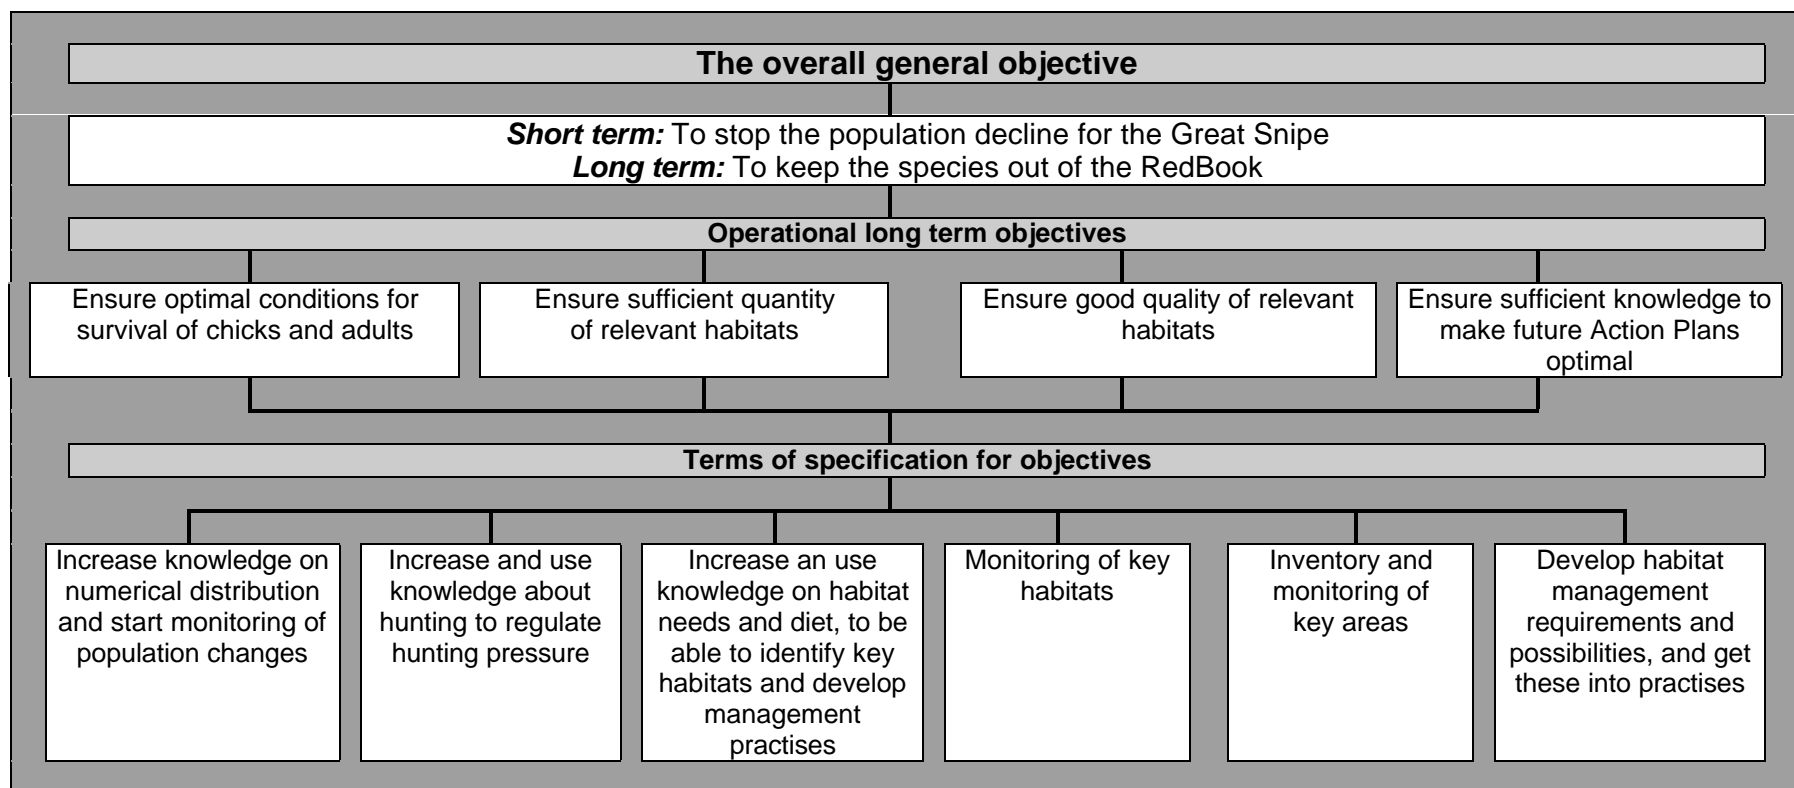 The overall general objective
Short term: To stop the population decline for the Great Snipe
Long term: To keep the species out of the RedBook
Operational long term objectives
Ensure optimal conditions for
survival of chicks and adults
Ensure sufficient quantity
of relevant habitats
Ensure good quality of relevant
habitats
Ensure sufficient knowledge to
make future Action Plans
optimal
Terms of specification for objectives
Increase knowledge on
numerical distribution
and start monitoring of
population changes
Increase and use
knowledge about
hunting to regulate
hunting pressure
Increase an use
knowledge on habitat
needs and diet, to be
able to identify key
habitats and develop
management
practises
Monitoring of key
habitats
Inventory and
monitoring of
key areas
Develop habitat
management
requirements and
possibilities, and get
these into practises